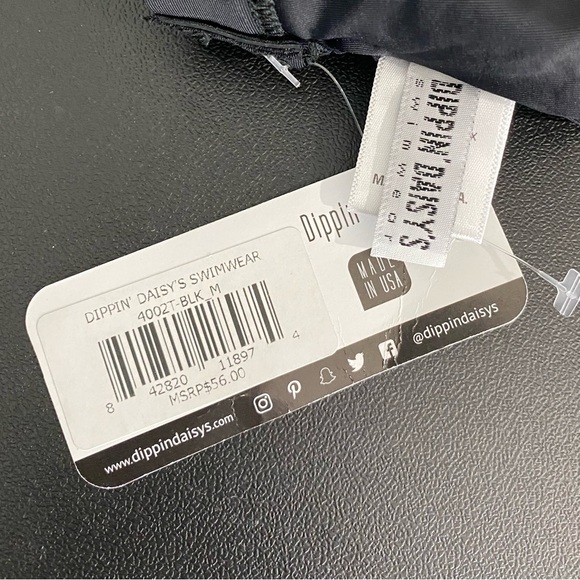 DIPPIN' DAISY'S
swimwear
Dippin
MADE
IN USA
DIPPIN' DAISY'S SWIMWEAR
4002T-BLK M
8 42820 11897 4
MSRP$56.00
@dippindaisys
www.dippindaisys.com